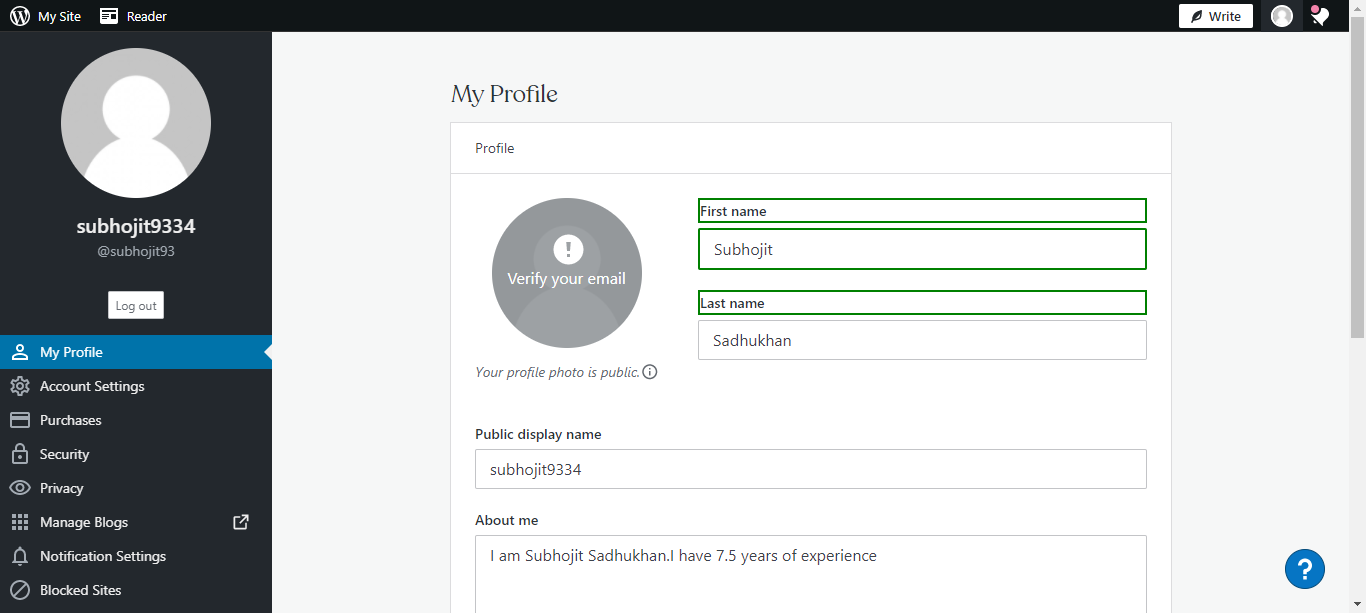 My Site
Reader
Write
subhojit9334
@subhojit93
Log out
My Profile
Account Settings
Purchases
Security
Privacy
Manage Blogs
Notification Settings
Blocked Sites
My Profile
Profile
!
Verify your email
Your profile photo is public.
First name
Subhojit
Last name
Sadhukhan
Public display name
subhojit9334
About me
I am Subhojit Sadhukhan.I have 7.5 years of experience
?